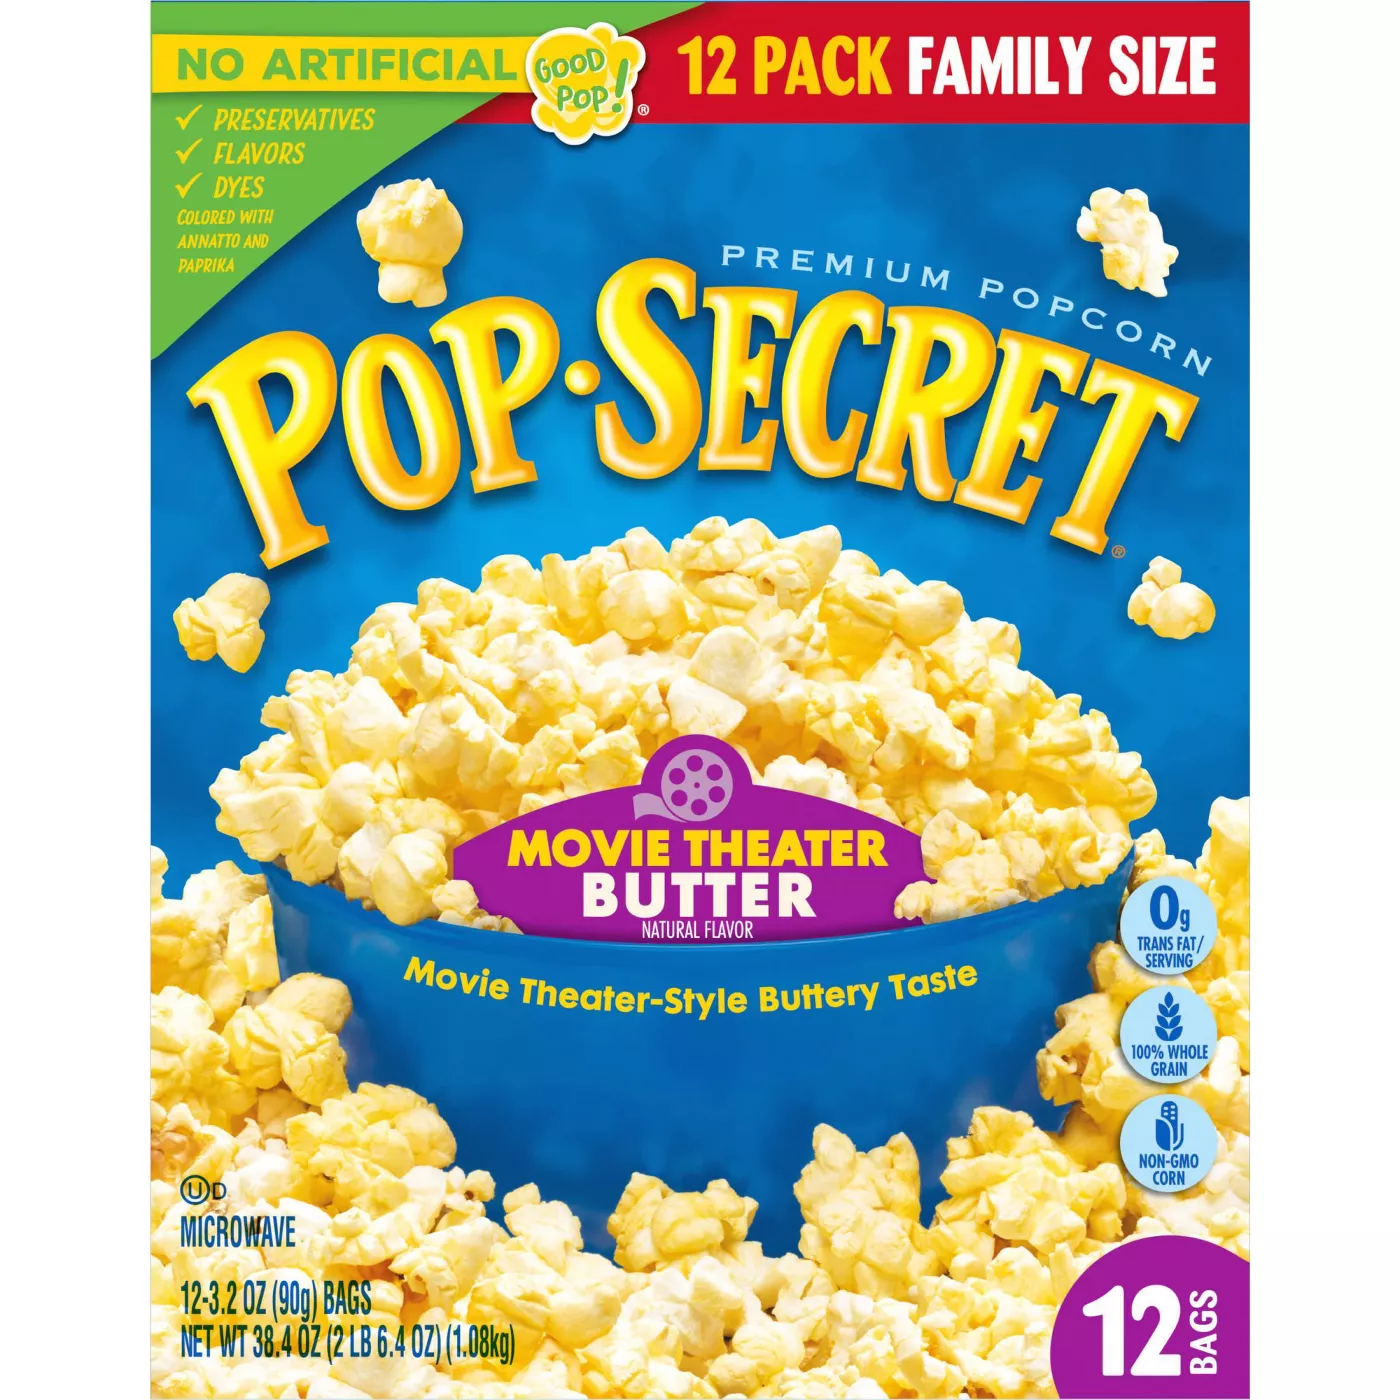 NO ARTIFICIAL
GOOD
POP!®
12 PACK FAMILY SIZE
✓ PRESERVATIVES
✓ FLAVORS
✓ DYES
COLORED WITH
ANNATTO AND
PAPRIKA
PREMIUM POPCORN
POP·SECRET®
MOVIE THEATER
BUTTER
NATURAL FLAVOR
Movie Theater-Style Buttery Taste
0g
TRANS FAT/
SERVING
100% WHOLE
GRAIN
NON-GMO
CORN
UD
MICROWAVE
12-3.2 OZ (90g) BAGS
NET WT 38.4 OZ (2 LB 6.4 OZ) (1.08kg)
12 BAGS